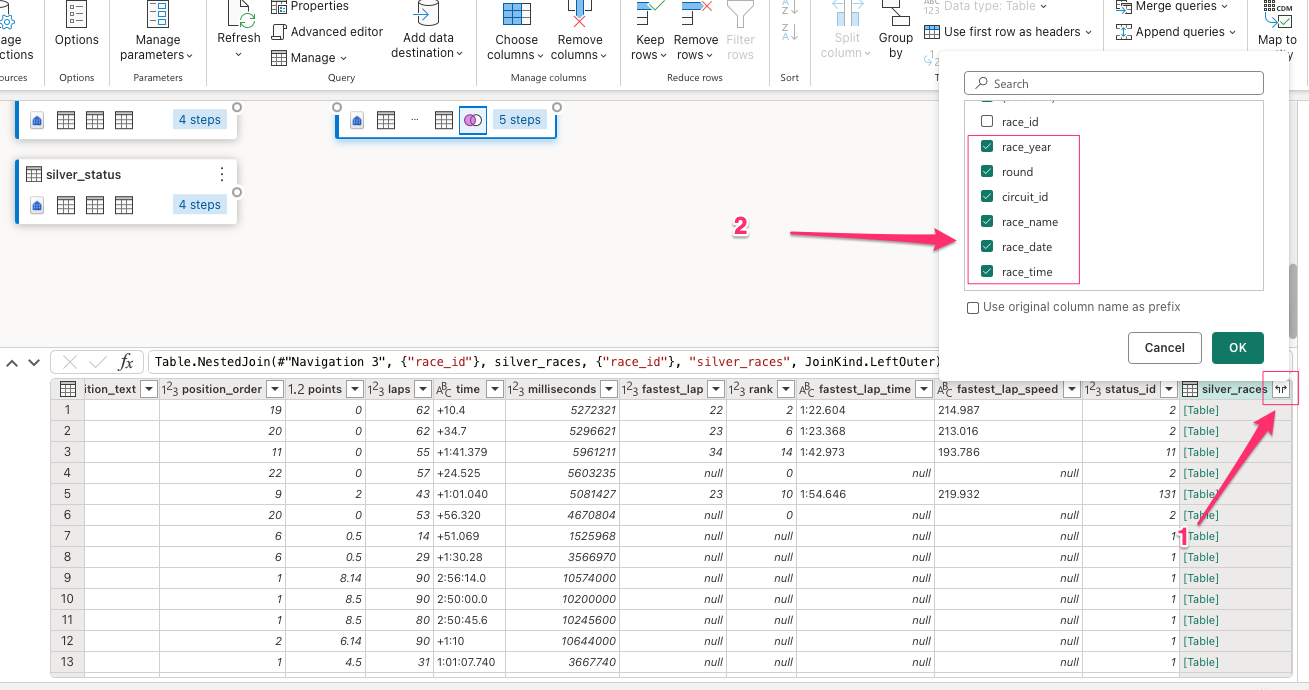 Options
Manage
parameters
Refresh
Properties
Advanced editor
Manage
Add data
destination
Choose
columns
Remove
columns
Keep
rows
Remove
rows
Filter
rows
Split
column
Group
by
Data type: Table
Use first row as headers
Merge queries
Append queries
CDM
Map to
Options
Parameters
Query
Manage columns
Reduce rows
Sort
4 steps
5 steps
silver_status
4 steps
2
Search
race_id
race_year
round
circuit_id
race_name
race_date
race_time
Use original column name as prefix
Cancel
OK
fx
Table.NestedJoin(#"Navigation 3", {"race_id"}, silver_races, {"race_id"}, "silver_races", JoinKind.LeftOuter)
ition_text 123 position_order 1.2 points 123 laps ABC time 123 milliseconds 123 fastest_lap 123 rank ABC fastest_lap_time ABC fastest_lap_speed 123 status_id silver_races
1 19 0 62 +10.4 5272321 22 2 1:22.604 214.987 2 [Table]
2 20 0 62 +34.7 5296621 23 6 1:23.368 213.016 2 [Table]
3 11 0 55 +1:41.379 5961211 34 14 1:42.973 193.786 11 [Table]
4 22 0 57 +24.525 5603235 null 0 null null 2 [Table]
5 9 2 43 +1:01.040 5081427 23 10 1:54.646 219.932 131 [Table]
6 20 0 53 +56.320 4670804 null 0 null null 2 [Table]
7 6 0.5 14 +51.069 1525968 null null null null 1 [Table]
8 6 0.5 29 +1:30.28 3566970 null null null null 1 [Table]
9 1 8.14 90 2:56:14.0 10574000 null null null null 1 [Table]
10 1 8.5 90 2:50:00.0 10200000 null null null null 1 [Table]
11 1 8.5 80 2:50:45.6 10245600 null null null null 1 [Table]
12 2 6.14 90 +1:10 10644000 null null null null 1 [Table]
13 1 4.5 31 1:01:07.740 3667740 null null null null 1 [Table]
1